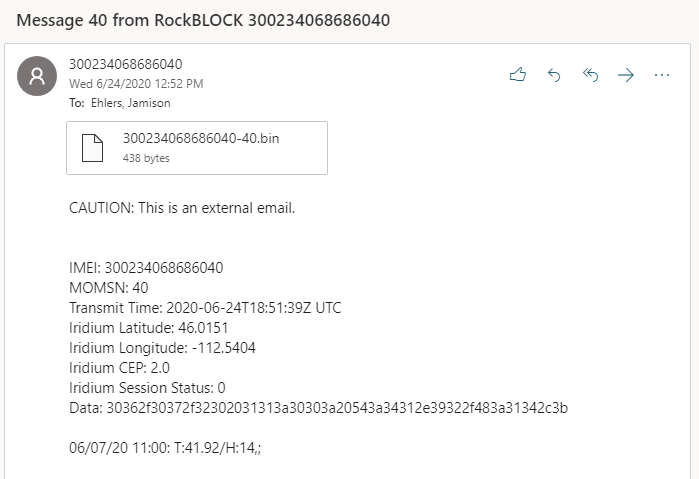 Message 40 from RockBLOCK 300234068686040
300234068686040
Wed 6/24/2020 12:52 PM
To: Ehlers, Jamison
300234068686040-40.bin
438 bytes
CAUTION: This is an external email.
IMEI: 300234068686040
MOMSN: 40
Transmit Time: 2020-06-24T18:51:39Z UTC
Iridium Latitude: 46.0151
Iridium Longitude: -112.5404
Iridium CEP: 2.0
Iridium Session Status: 0
Data: 30362f30372f32302031313a30303a20543a34312e39322f483a31342c3b
06/07/20 11:00: T:41.92/H:14,;